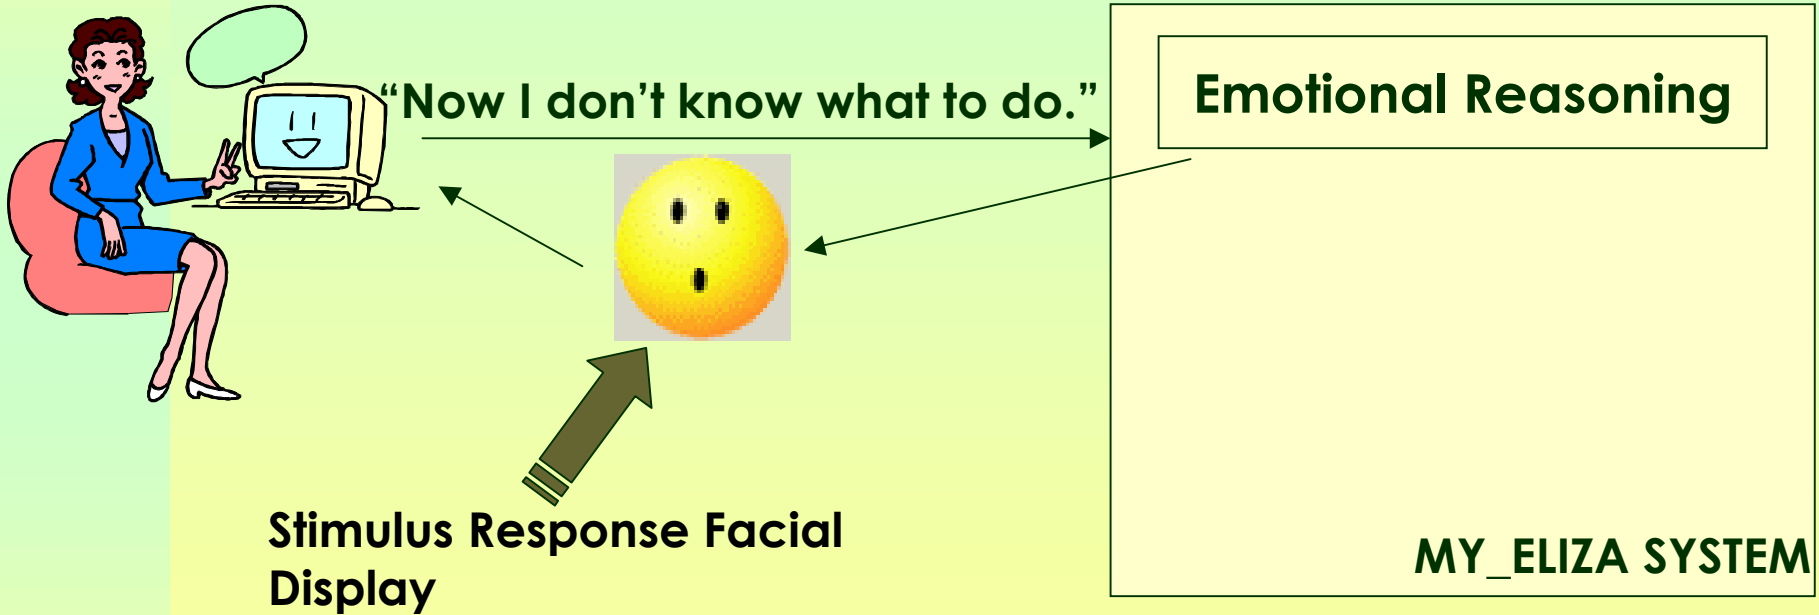 “Now I don’t know what to do.”
Emotional Reasoning
Stimulus Response Facial
Display
MY_ELIZA SYSTEM